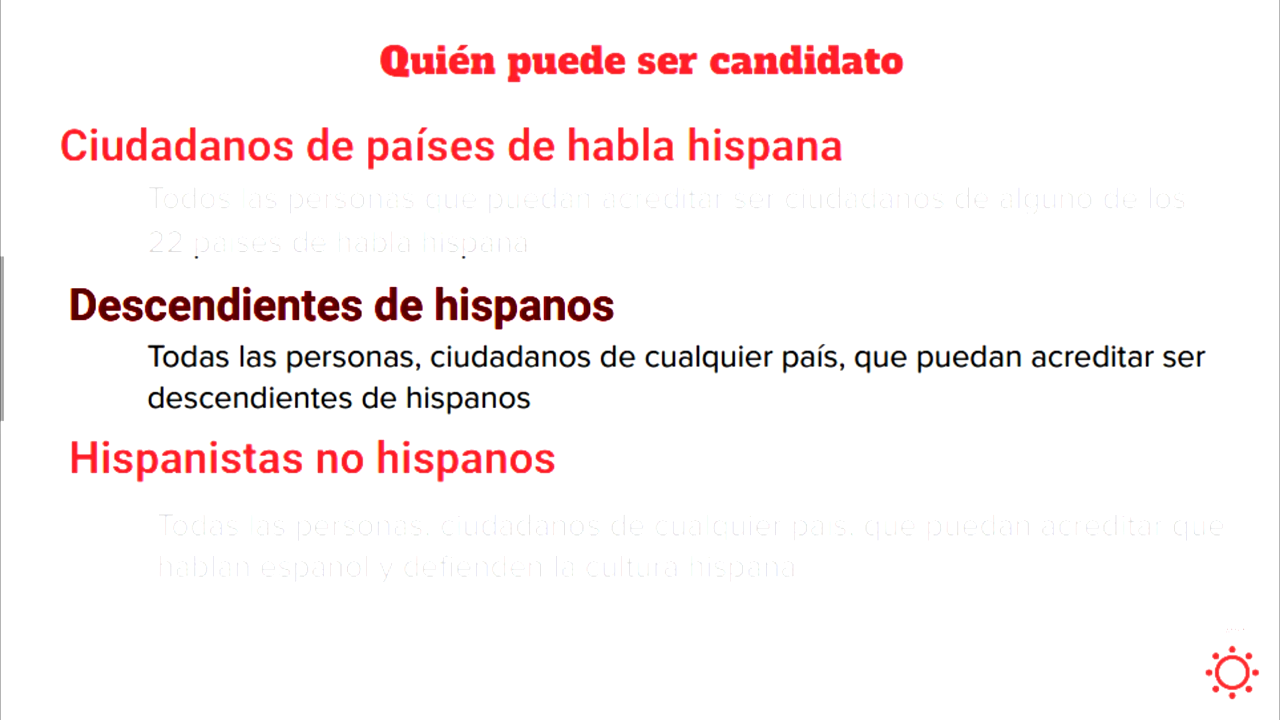 Quién puede ser candidato
Ciudadanos de países de habla hispana
Todos las personas que puedan acreditar ser ciudadanos de alguno de los
22 países de habla hispana
Descendientes de hispanos
Todas las personas, ciudadanos de cualquier país, que puedan acreditar ser
descendientes de hispanos
Hispanistas no hispanos
Todas las personas, ciudadanos de cualquier país, que puedan acreditar que
hablan español y defienden la cultura hispana